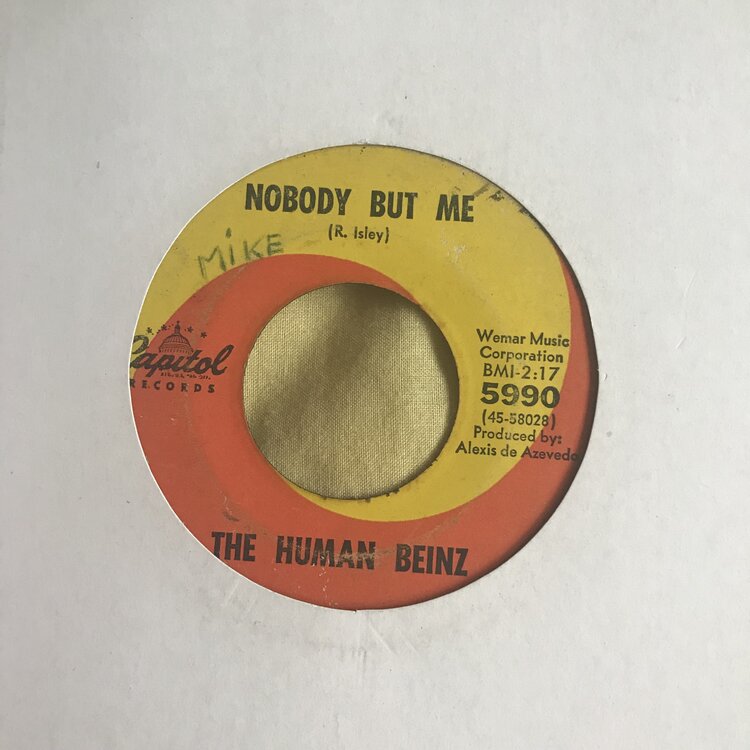 NOBODY BUT ME
(R. Isley)
MIKE
Capitol
RECORDS
Wemar Music
Corporation
BMI-2:17
5990
(45-58028)
Produced by:
Alexis de Azevedo
THE HUMAN BEINZ